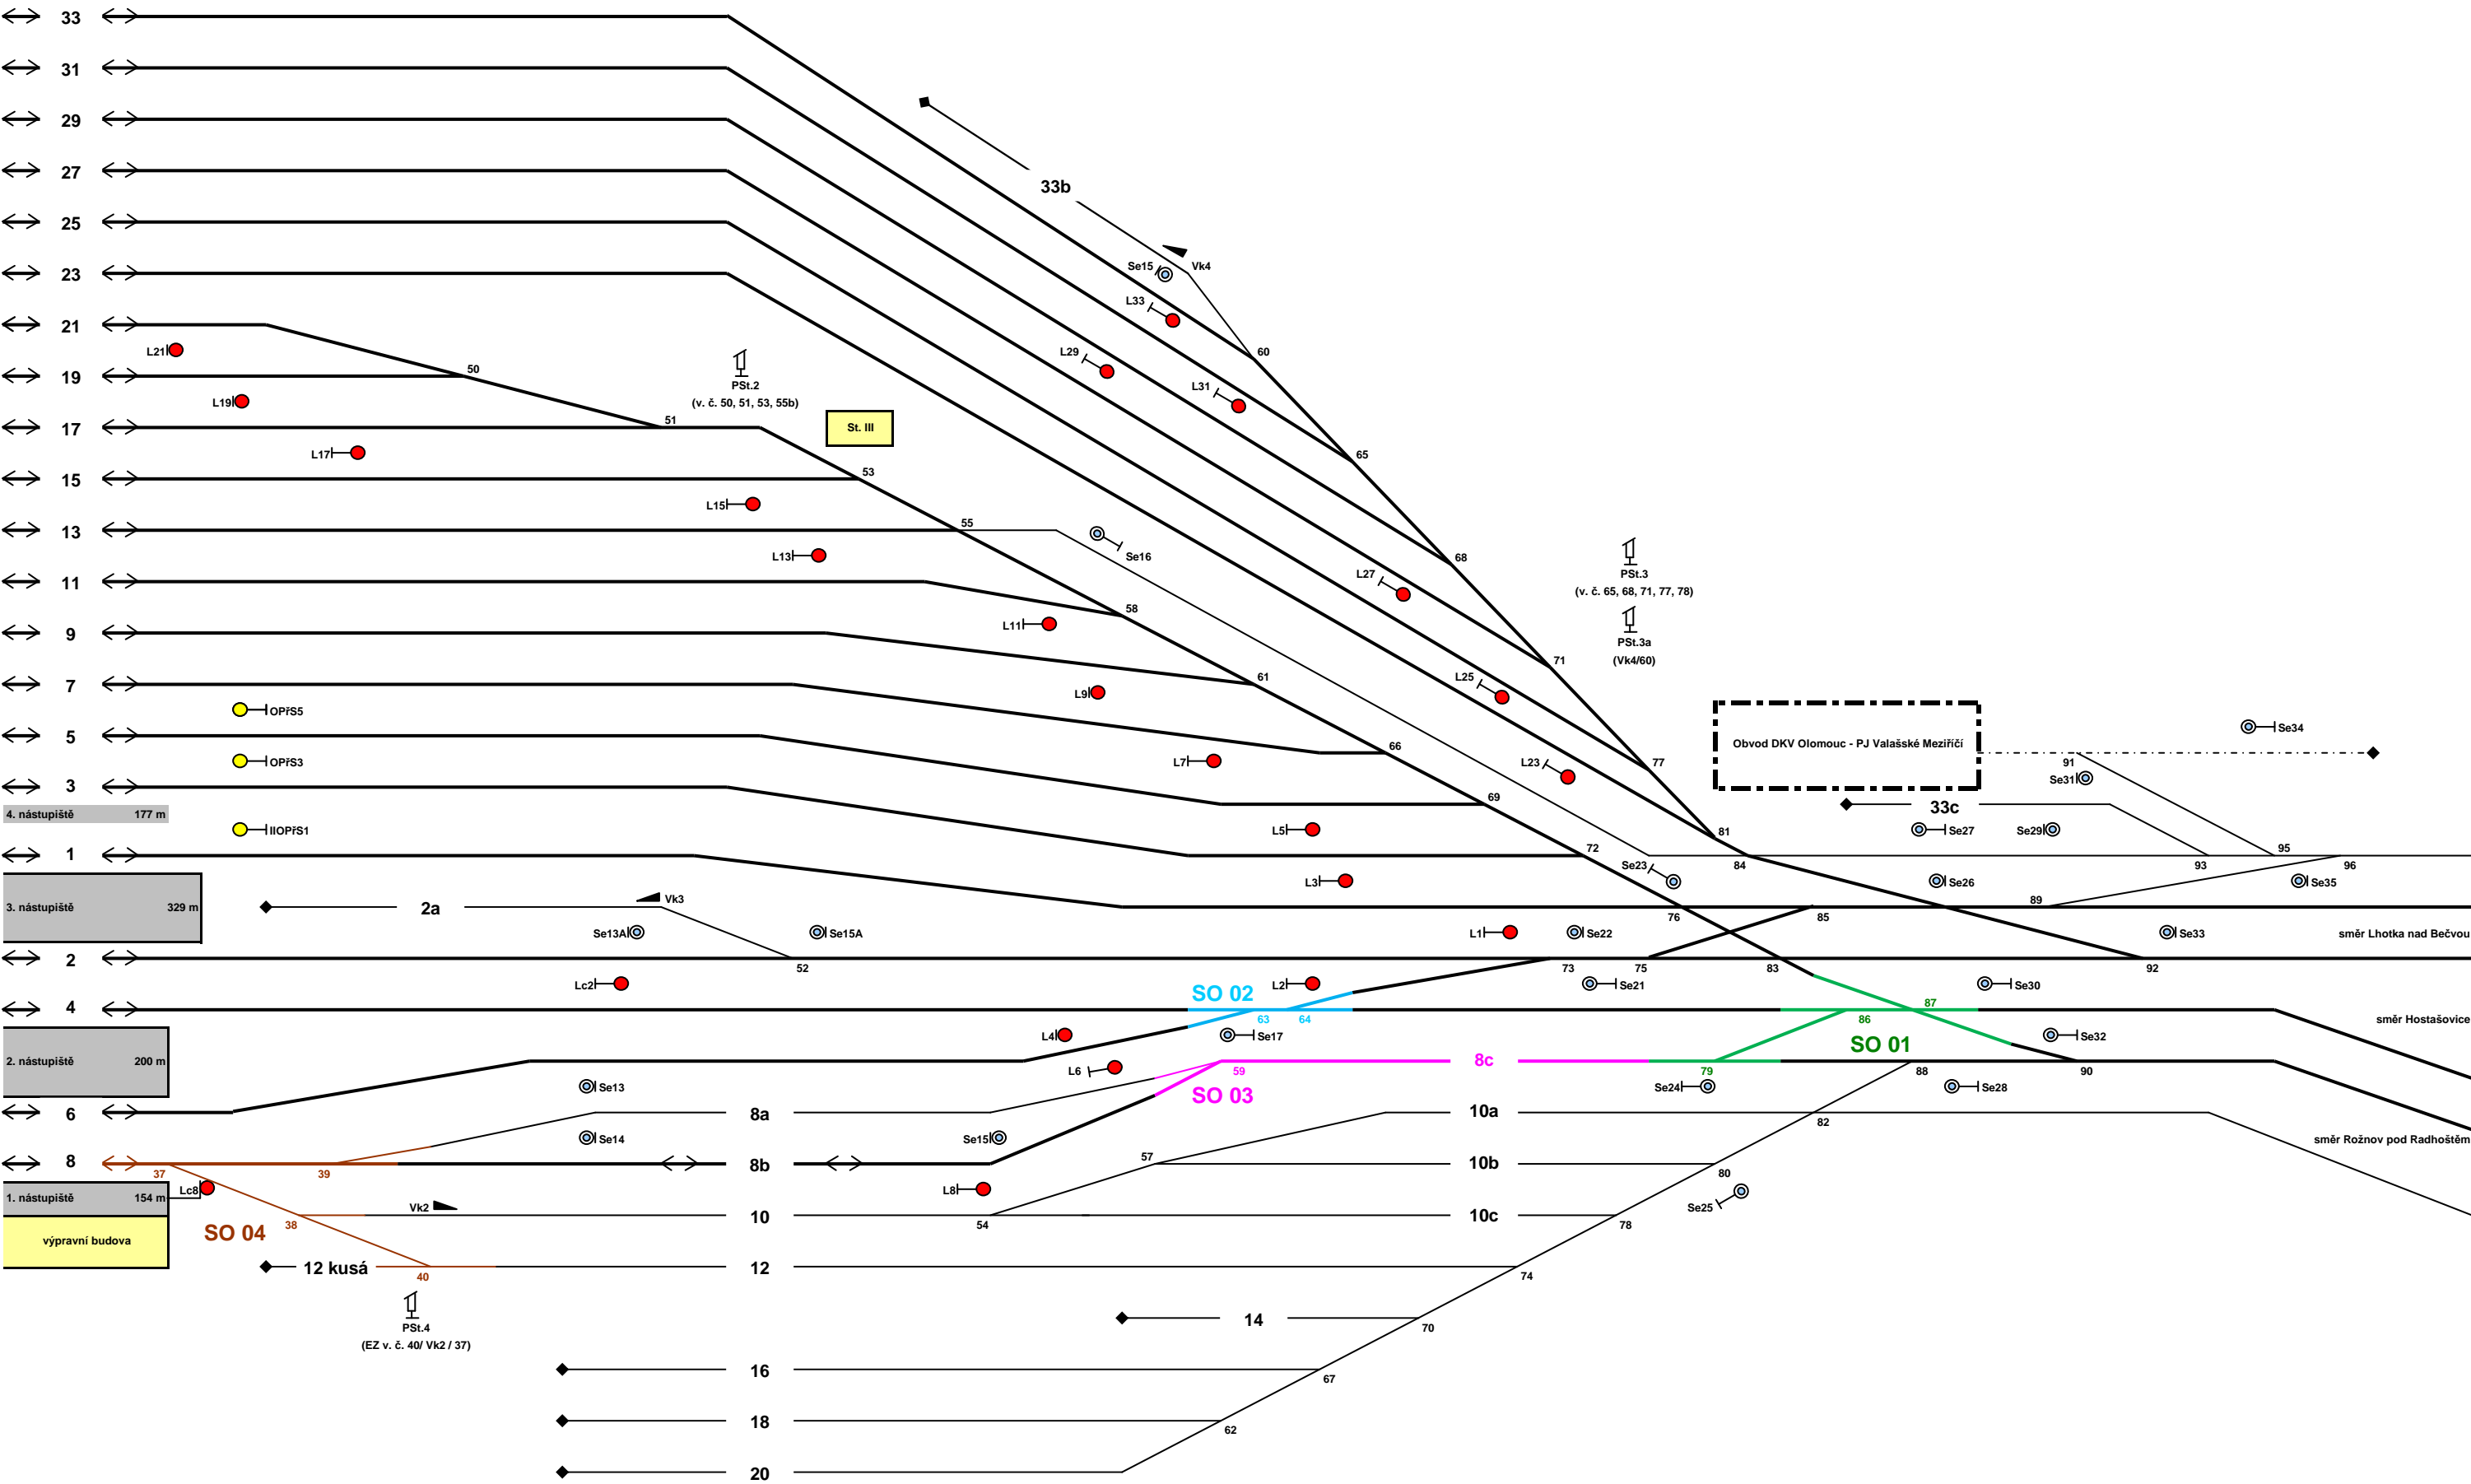 33
31
29
33b
27
25
23
Se15
Vk4
L33
21
L21
60
L29
19
50
PSt.2
L31
(v. č. 50, 51, 53, 55b)
L19
17
51
St. III
L17
65
15
53
L15
13
55
L13
Se16
68
PSt.3
L27
(v. č. 65, 68, 71, 77, 78)
11
58
L11
9
PSt.3a
(Vk4/60)
71
L25
7
61
L9
OPřS5
Se34
5
66
Obvod DKV Olomouc - PJ Valašské Meziříčí
L7
OPřS3
L23
77
91
Se31
3
69
33c
4. nástupiště 177 m
IIOPřS1
L5
81
Se27
Se29
1
72
Se23
84
93
95
96
L3
Se26
Se35
3. nástupiště 329 m
2a
Vk3
89
76
85
Se13A
Se15A
L1
Se22
Se33
směr Lhotka nad Bečvou
2
52
73
75
83
92
Lc2
SO 02
L2
Se21
Se30
4
63
64
86
87
směr Hostašovice
L4
Se17
SO 01
Se32
2. nástupiště 200 m
8c
L6
59
79
88
90
Se13
SO 03
Se24
Se28
6
8a
10a
82
Se14
Se15
směr Rožnov pod Radhoštěm
8
37
39
8b
57
10b
80
1. nástupiště 154 m
Lc8
L8
Vk2
Se25
10
38
54
10c
78
SO 04
výpravní budova
12 kusá
40
12
74
PSt.4
(EZ v. č. 40/ Vk2 / 37)
14
70
16
67
18
62
20